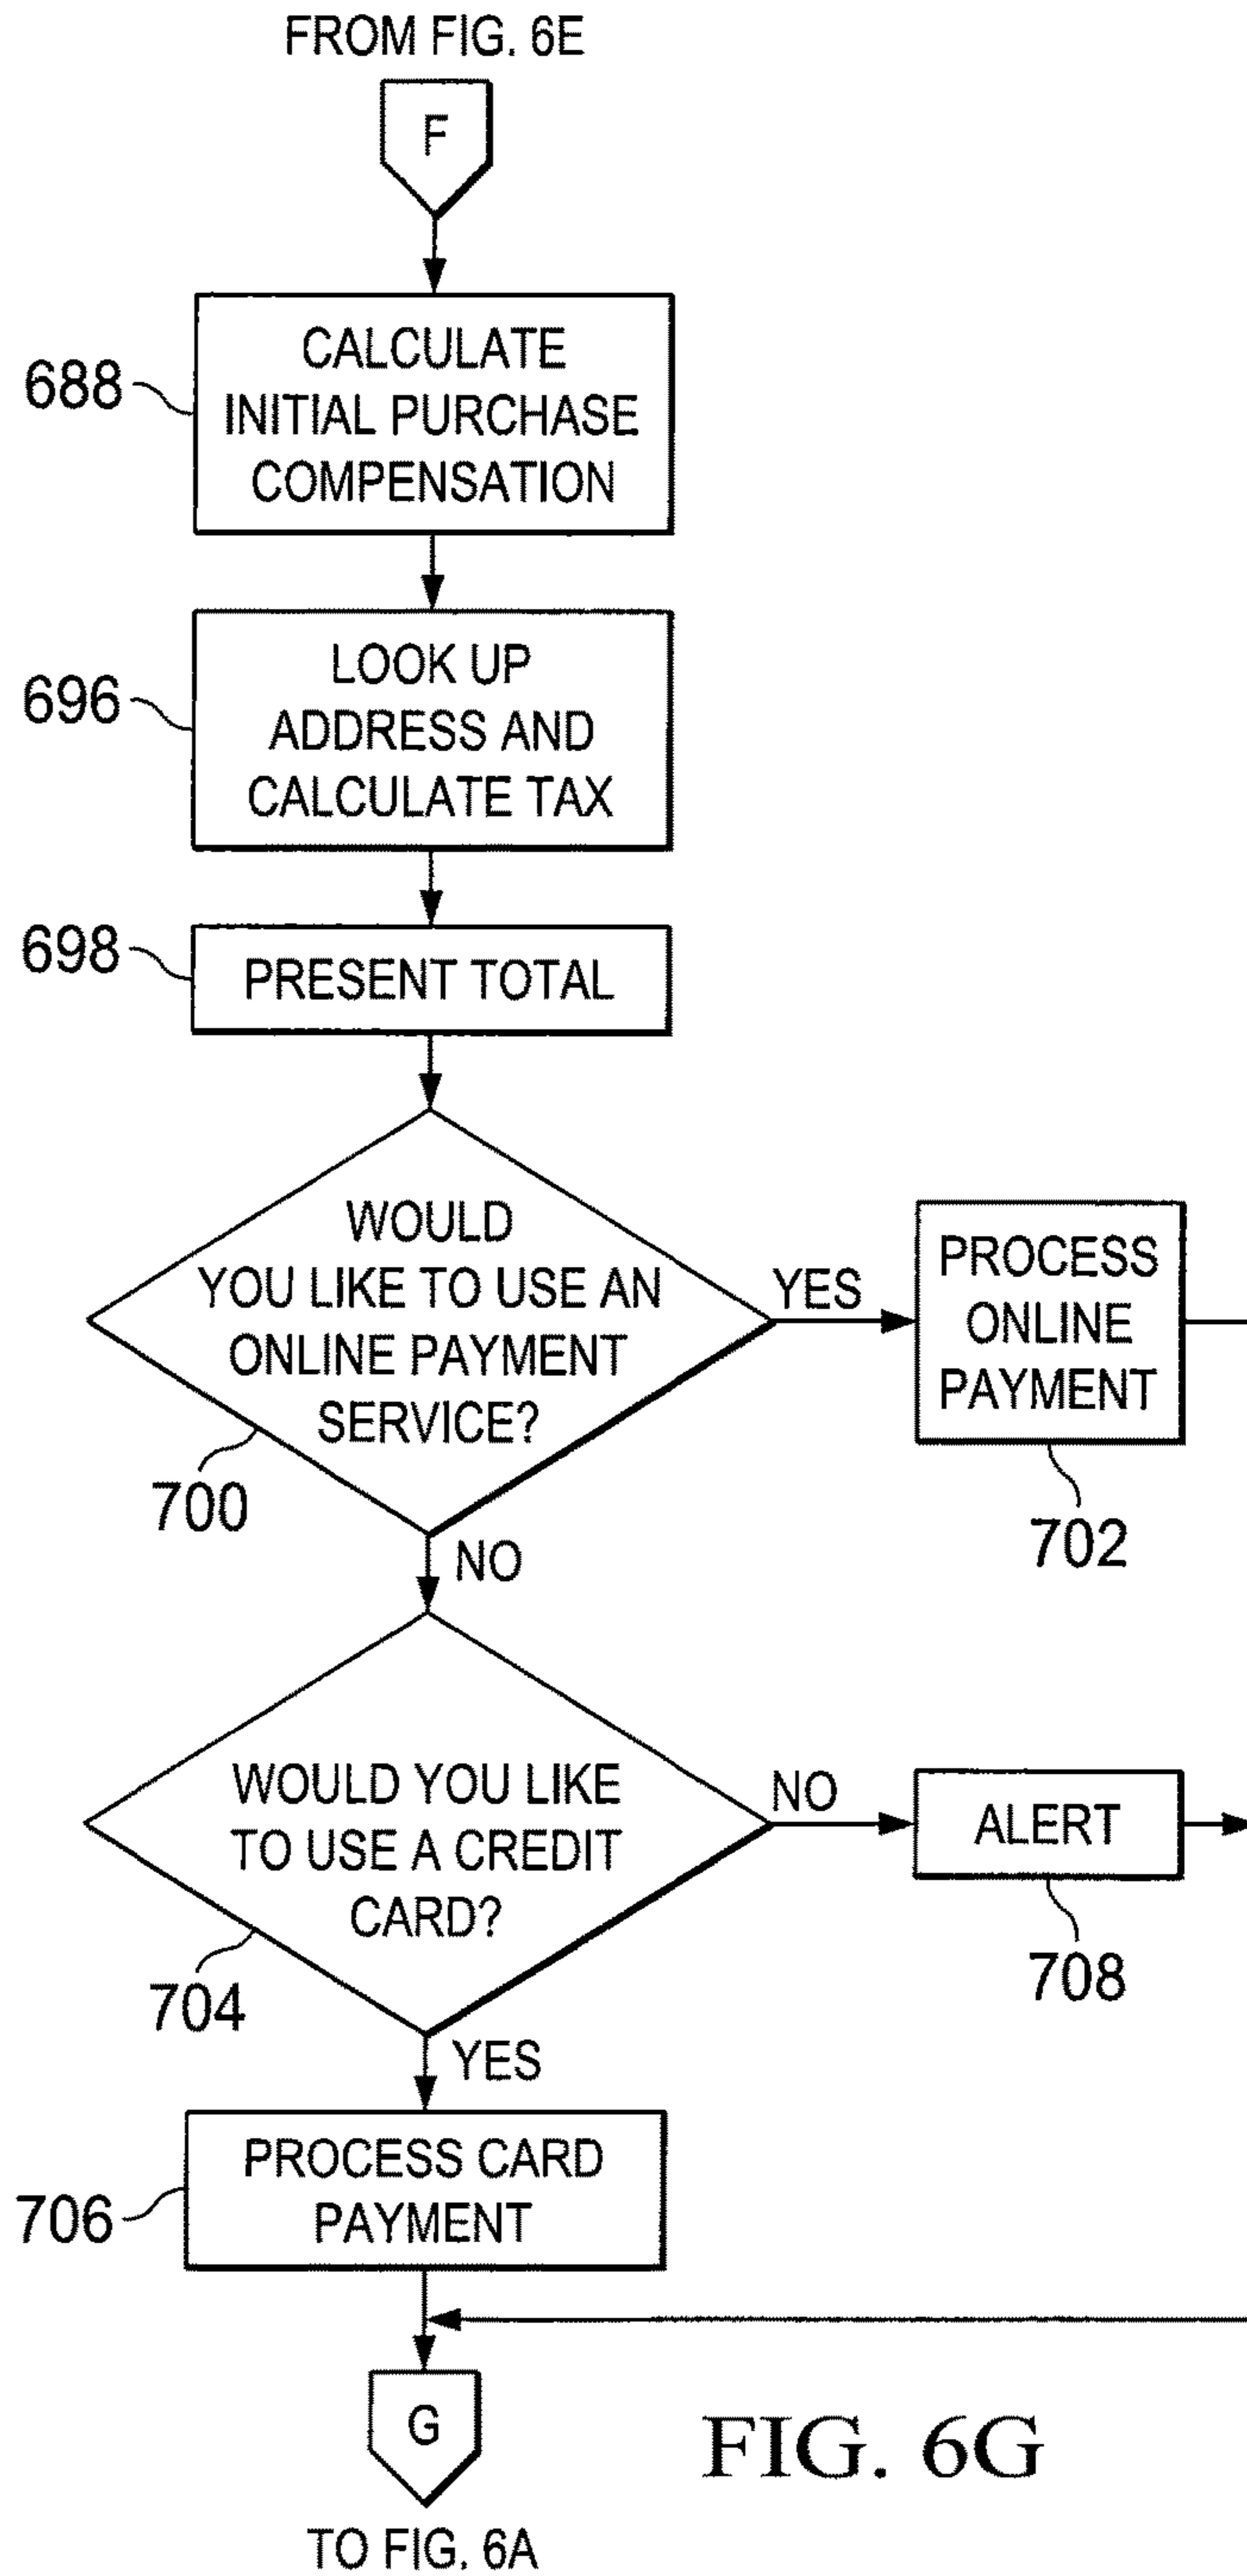 FROM FIG. 6E
F
688
CALCULATE
INITIAL PURCHASE
COMPENSATION
696
LOOK UP
ADDRESS AND
CALCULATE TAX
698
PRESENT TOTAL
WOULD
YOU LIKE TO USE AN
ONLINE PAYMENT
SERVICE?
700
YES
PROCESS
ONLINE
PAYMENT
702
NO
WOULD YOU LIKE
TO USE A CREDIT
CARD?
704
NO
ALERT
708
YES
706
PROCESS CARD
PAYMENT
G
TO FIG. 6A
FIG. 6G